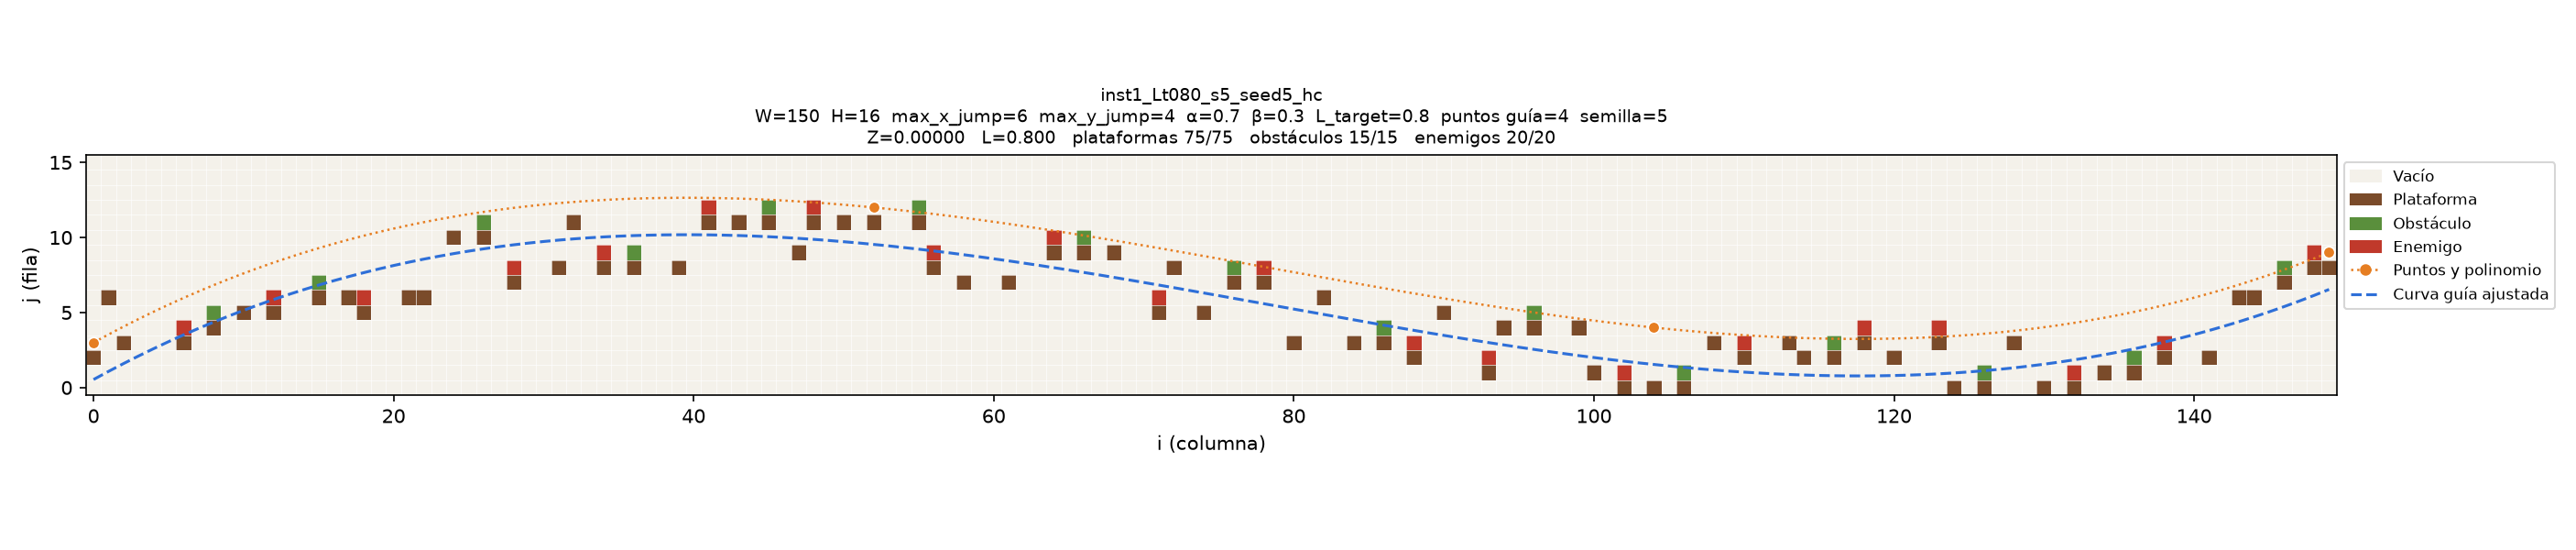 inst1_Lt080_s5_seed5_hc
W=150 H=16 max_x_jump=6 max_y_jump=4 α=0.7 β=0.3 L_target=0.8 puntos guía=4 semilla=5
Z=0.00000 L=0.800 plataformas 75/75 obstáculos 15/15 enemigos 20/20
15
10
5
0
j (fila)
0 20 40 60 80 100 120 140
i (columna)
Vacío
Plataforma
Obstáculo
Enemigo
Puntos y polinomio
Curva guía ajustada